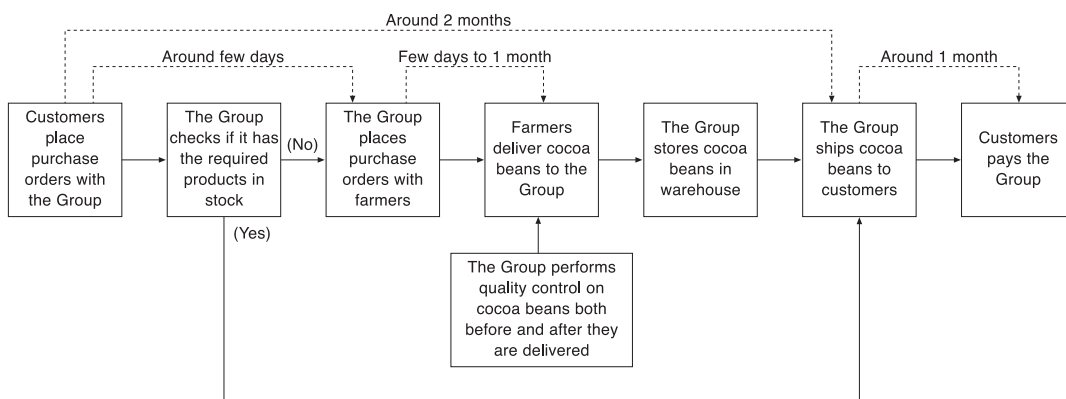 Around 2 months
Around few days
Few days to 1 month
Around 1 month
Customers
place
purchase
orders with
the Group
The Group
checks if it has
the required
products in
stock
(No)
The Group
places
purchase
orders with
farmers
Farmers
deliver cocoa
beans to the
Group
The Group
stores cocoa
beans in
warehouse
The Group
ships cocoa
beans to
customers
Customers
pays the
Group
(Yes)
The Group performs
quality control on
cocoa beans both
before and after they
are delivered